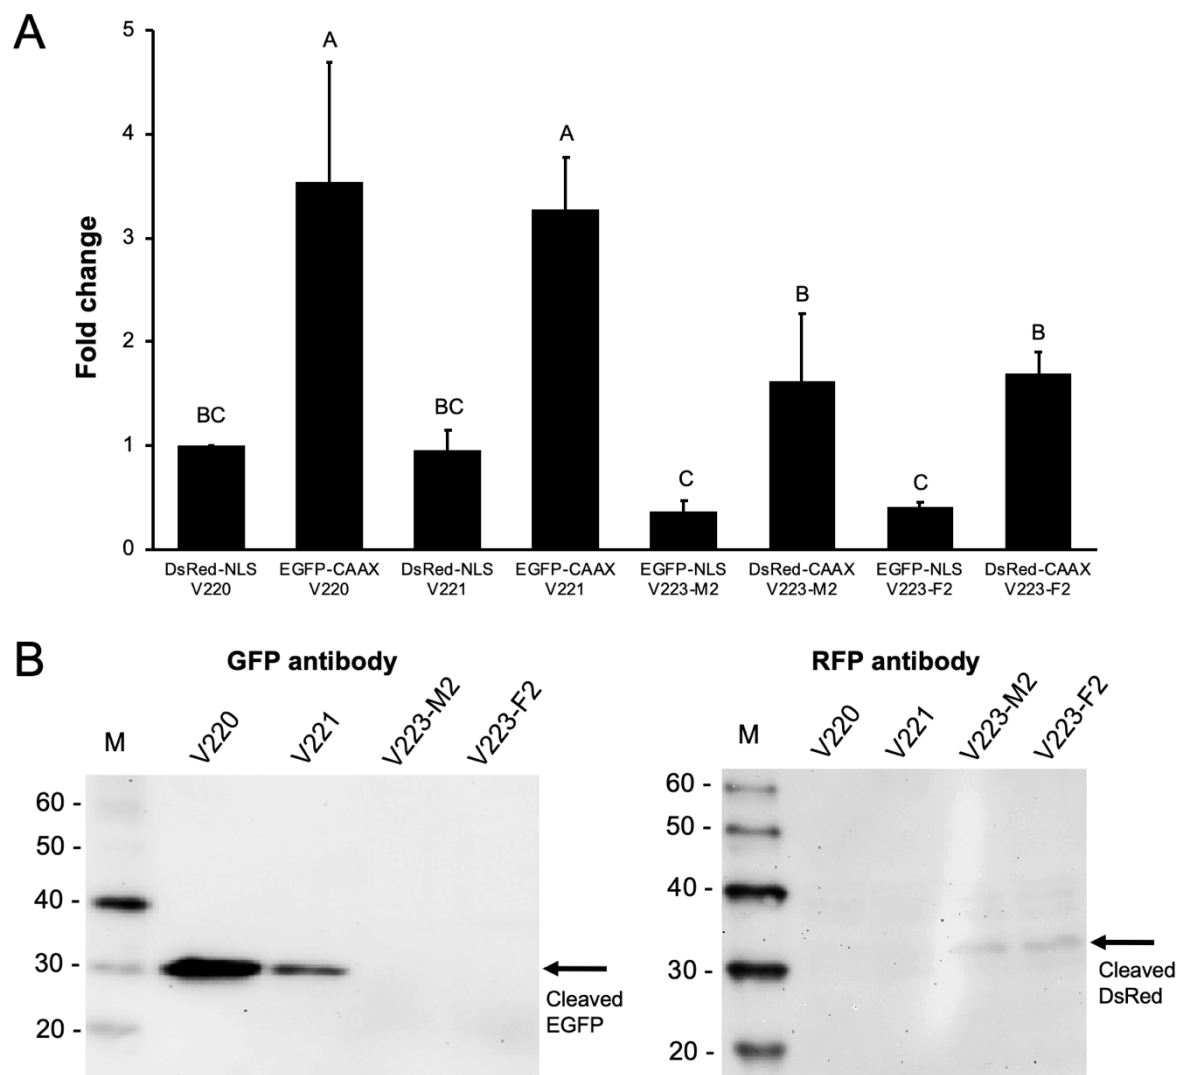 A
Fold change
5
4
3
2
1
0
BC
A
BC
A
C
B
C
B
DsRed-NLS
V220
EGFP-CAAX
V220
DsRed-NLS
V221
EGFP-CAAX
V221
EGFP-NLS
V223-M2
DsRed-CAAX
V223-M2
EGFP-NLS
V223-F2
DsRed-CAAX
V223-F2
B
GFP antibody
M
V220
V221
V223-M2
V223-F2
60 -
50 -
40 -
30 -
20 -
Cleaved
EGFP
RFP antibody
M
V220
V221
V223-M2
V223-F2
60 -
50 -
40 -
30 -
20 -
Cleaved
DsRed